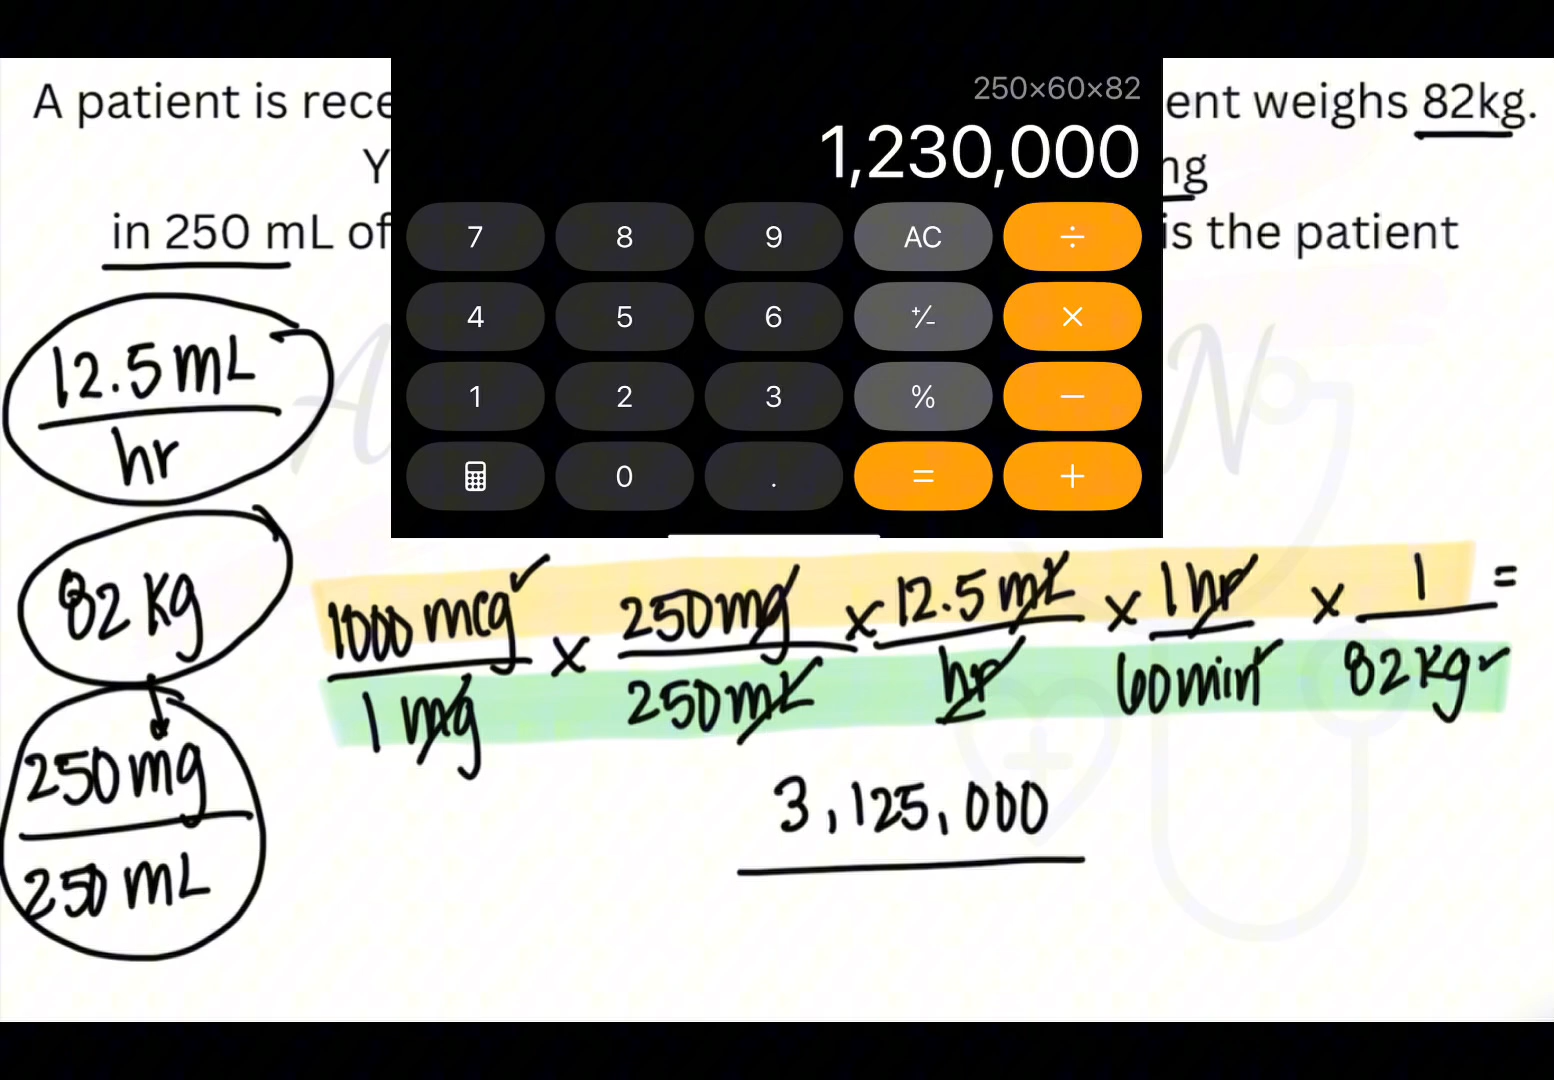 A patient is rece
ent weighs 82kg.
Y
ng
in 250 mL of
is the patient
250×60×82
1,230,000
7 8 9 AC ÷
4 5 6 +/− ×
1 2 3 % −
0 . = +
12.5 mL
hr
82 kg
250 mg
250 mL
1000 mcg × 250 mg × 12.5 mL × 1 hr × 1 =
1 mg 250 mL hr 60 min 82 kg
3,125,000
A N